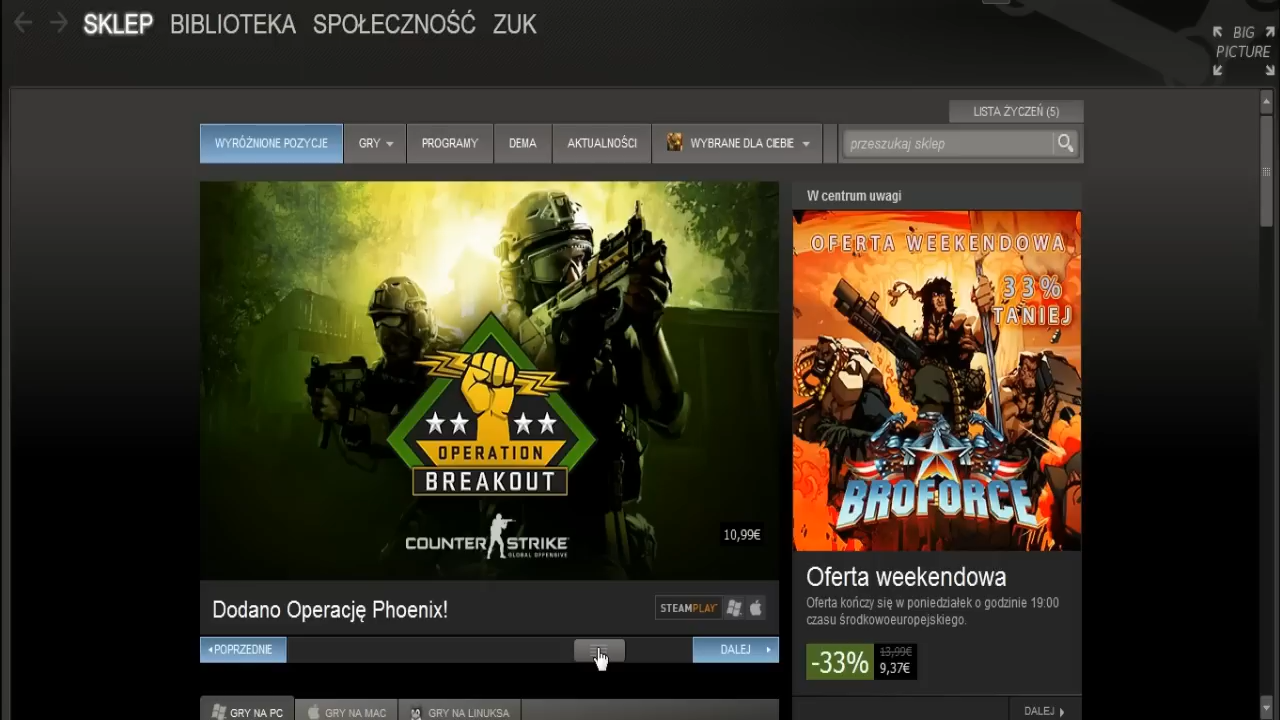 SKLEP BIBLIOTEKA SPOŁECZNOŚĆ ZUK
BIG
PICTURE
LISTA ŻYCZEŃ (5)
WYRÓŻNIONE POZYCJE GRY PROGRAMY DEMA AKTUALNOŚCI WYBRANE DLA CIEBIE przeszukaj sklep
OPERATION
BREAKOUT
COUNTER STRIKE
GLOBAL OFFENSIVE
10,99€
Dodano Operację Phoenix!
STEAMPLAY
POPRZEDNIE DALEJ
GRY NA PC GRY NA MAC GRY NA LINUKSA
W centrum uwagi
OFERTA WEEKENDOWA
33%
TANIEJ
BROFORCE
Oferta weekendowa
Oferta kończy się w poniedziałek o godzinie 19:00
czasu środkowoeuropejskiego.
-33% 13,99€
9,37€
DALEJ